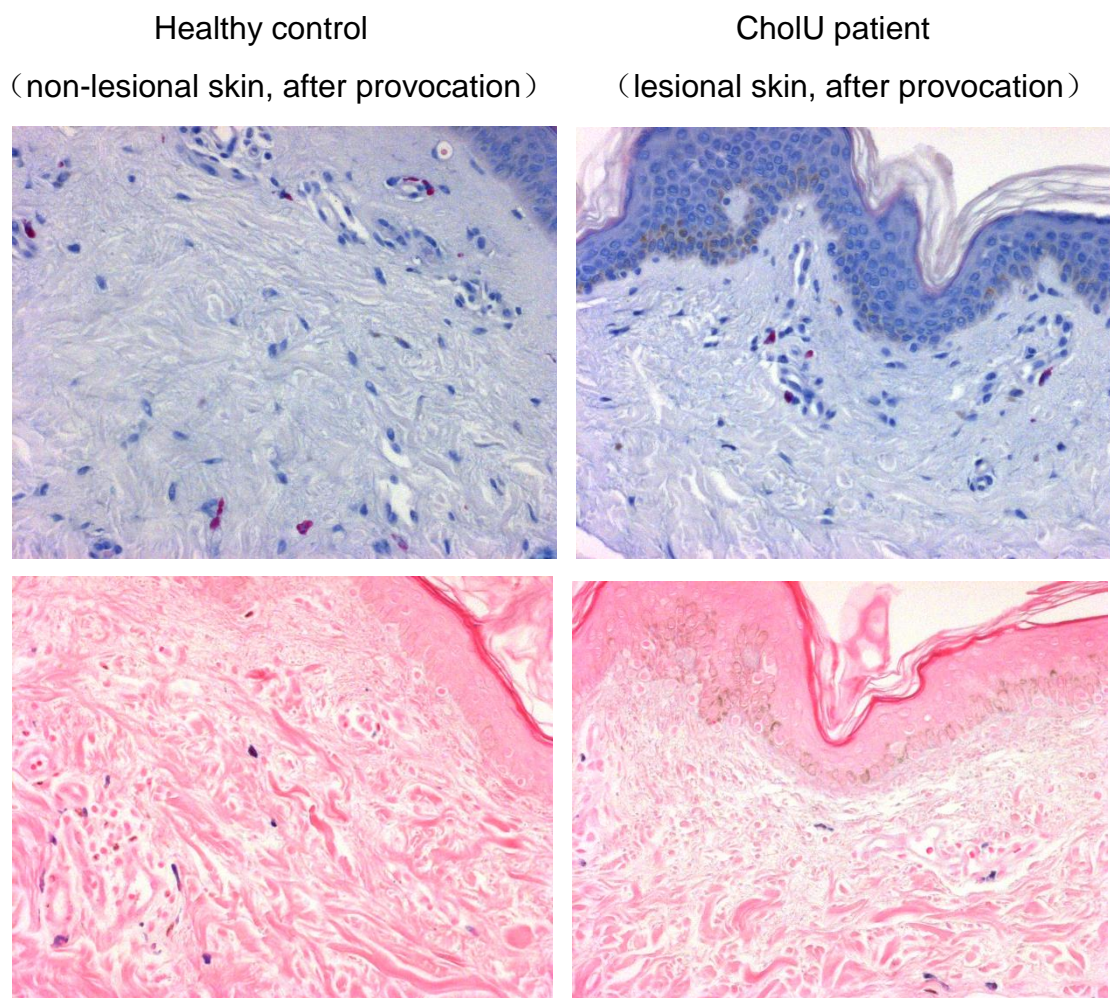 Healthy control
（non-lesional skin, after provocation）
CholU patient
（lesional skin, after provocation）